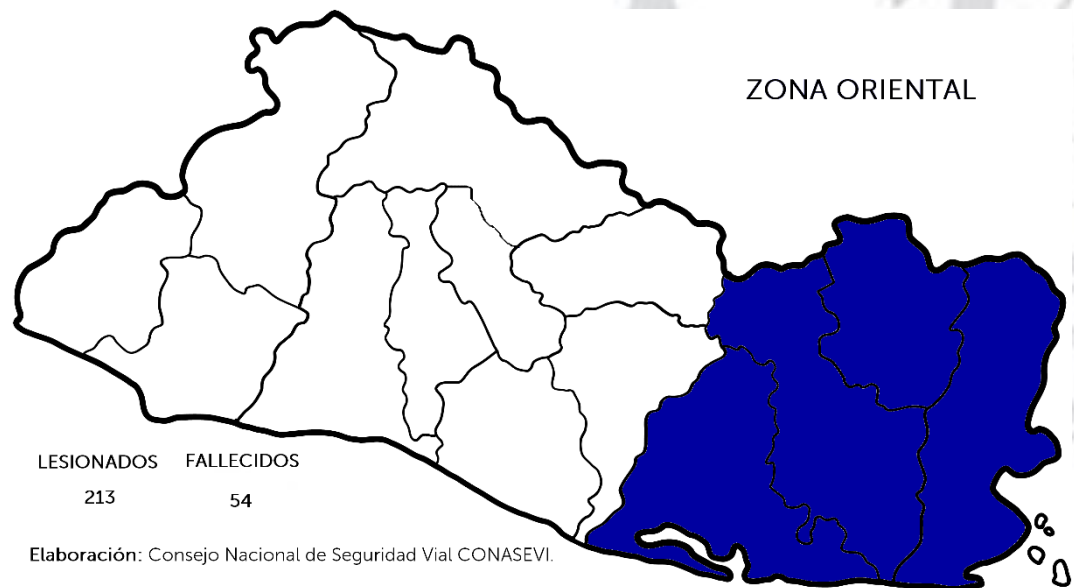 ZONA ORIENTAL
LESIONADOS FALLECIDOS
213 54
Elaboración: Consejo Nacional de Seguridad Vial CONASEVI.